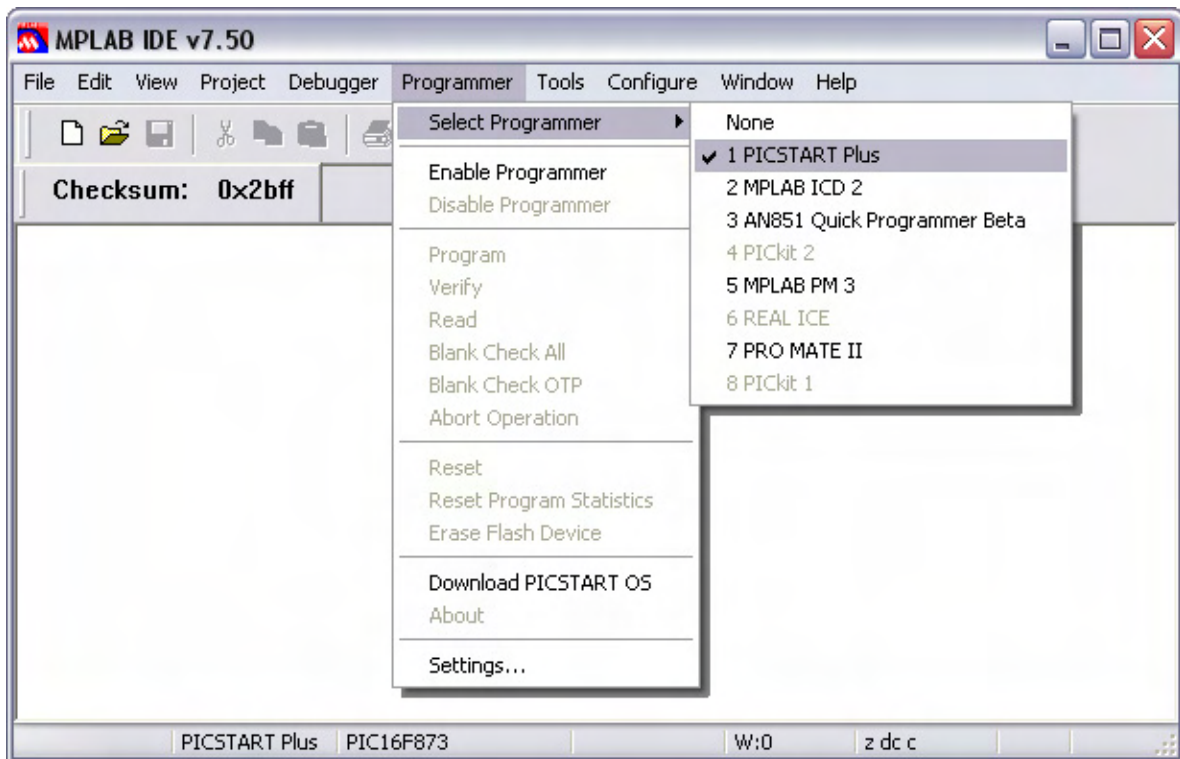 MPLAB IDE v7.50
File Edit View Project Debugger Programmer Tools Configure Window Help
Checksum: 0x2bff
Select Programmer
Enable Programmer
Disable Programmer
Program
Verify
Read
Blank Check All
Blank Check OTP
Abort Operation
Reset
Reset Program Statistics
Erase Flash Device
Download PICSTART OS
About
Settings...
None
1 PICSTART Plus
2 MPLAB ICD 2
3 AN851 Quick Programmer Beta
4 PICkit 2
5 MPLAB PM 3
6 REAL ICE
7 PRO MATE II
8 PICkit 1
PICSTART Plus PIC16F873 W:0 z dc c